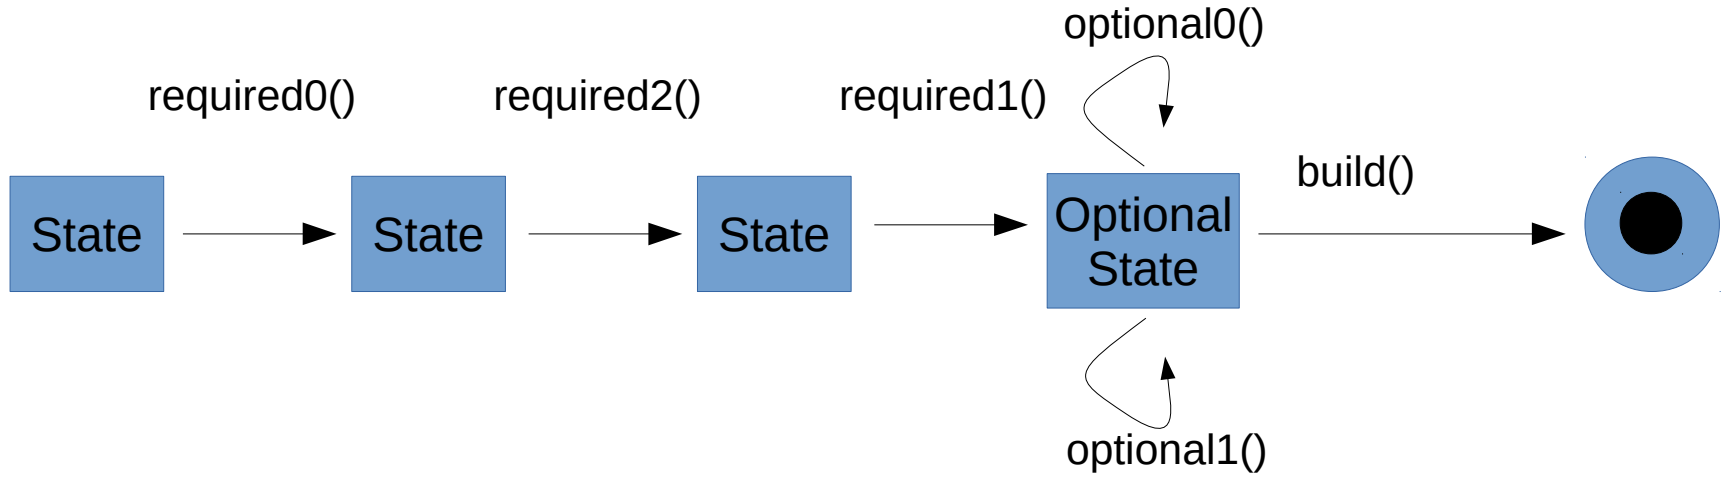 optional0()
required0()
required2()
required1()
build()
State
State
State
Optional
State
optional1()